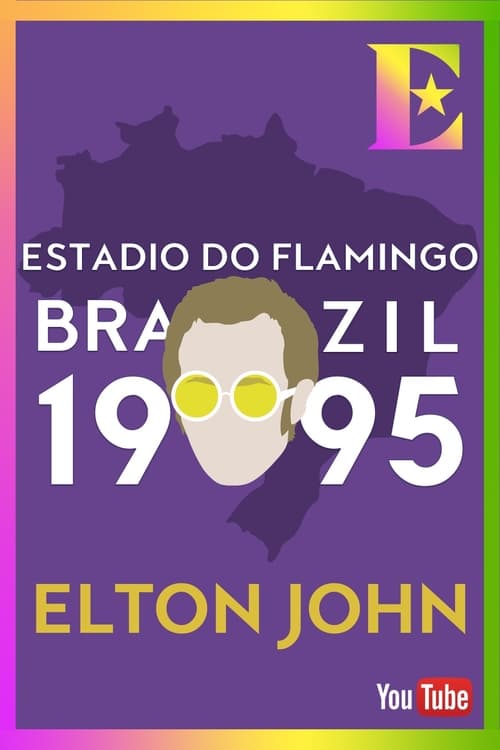 E
ESTADIO DO FLAMINGO
BRAZIL
1995
ELTON JOHN
YouTube